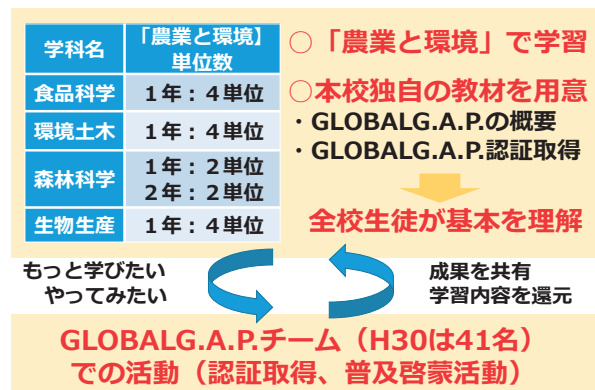 学科名
「農業と環境】
単位数
食品科学
1年：4単位
環境土木
1年：4単位
森林科学
1年：2単位
2年：2単位
生物生産
1年：4単位
○「農業と環境」で学習
○本校独自の教材を用意
・GLOBALG.A.P.の概要
・GLOBALG.A.P.認証取得
全校生徒が基本を理解
もっと学びたい
やってみたい
成果を共有
学習内容を還元
GLOBALG.A.P.チーム（H30は41名）
での活動（認証取得、普及啓蒙活動）